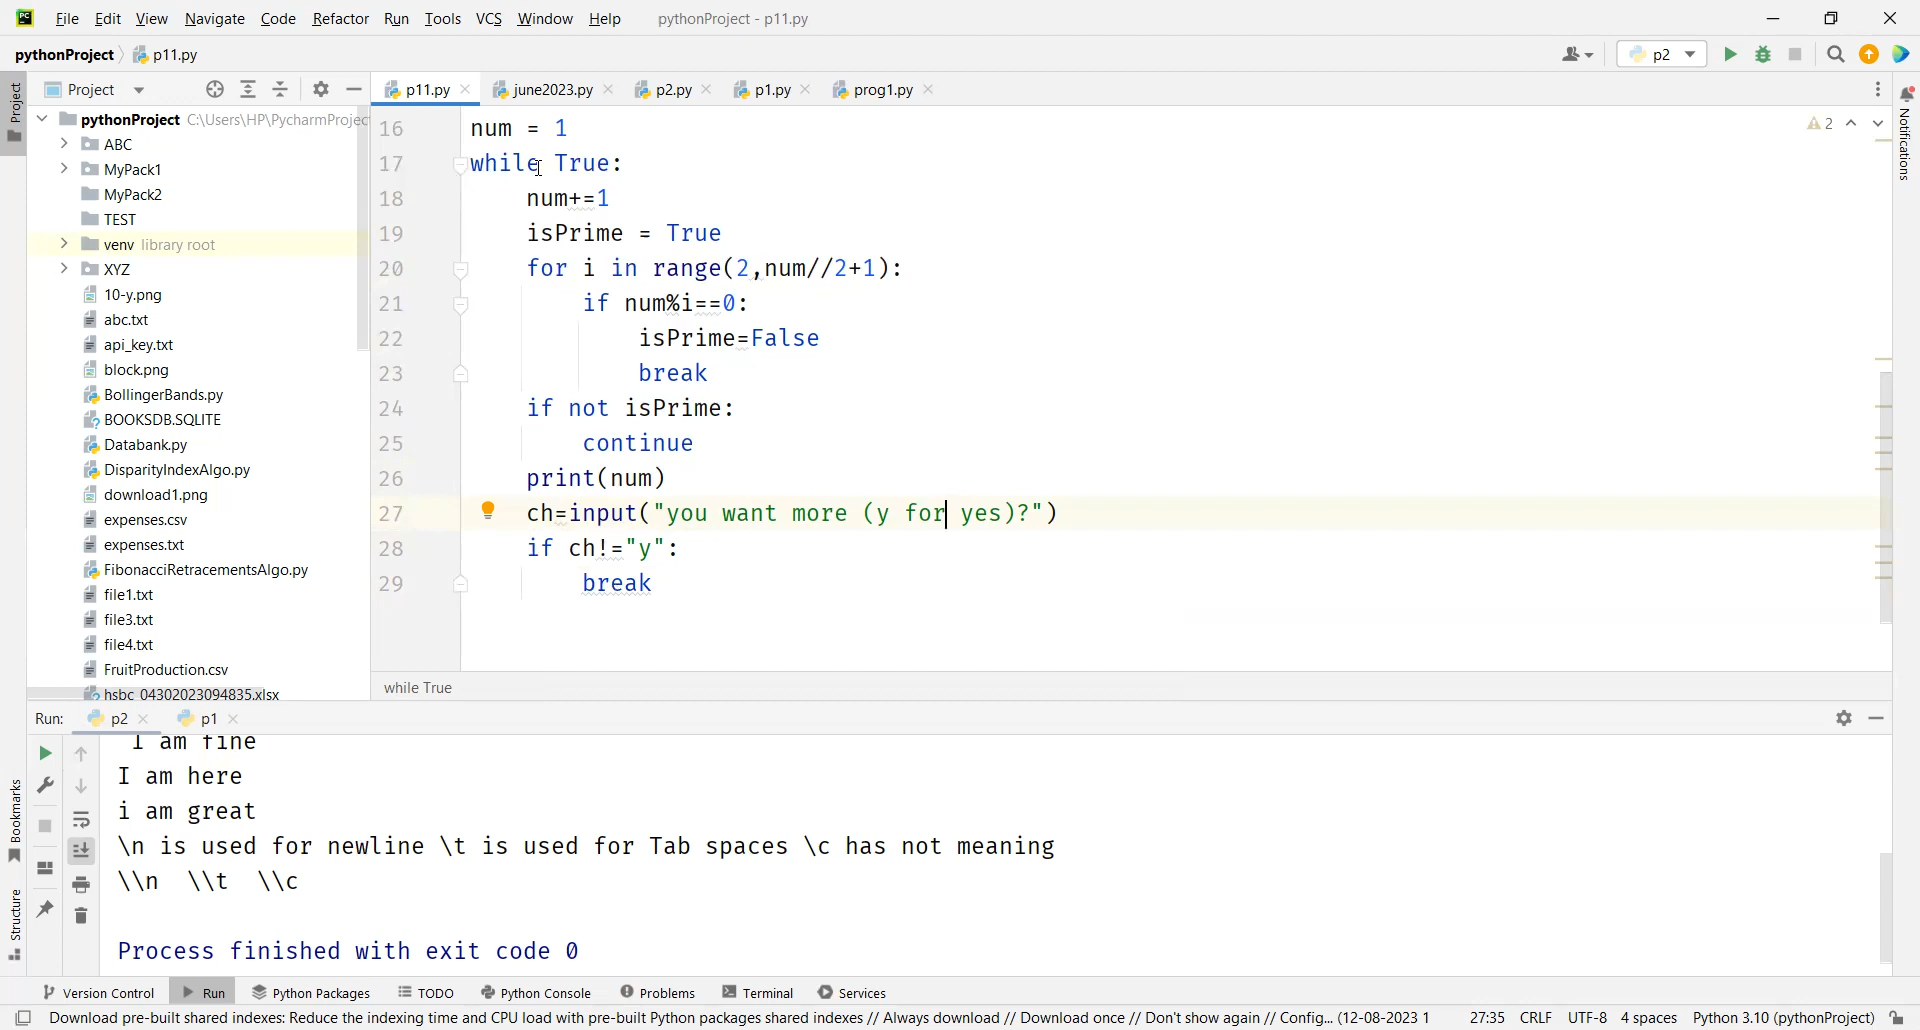 File Edit View Navigate Code Refactor Run Tools VCS Window Help pythonProject - p11.py
pythonProject p11.py p2
Project p11.py june2023.py p2.py p1.py prog1.py
Project
Notifications
pythonProject C:\Users\HP\PycharmProjec
ABC
MyPack1
MyPack2
TEST
venv library root
XYZ
10-y.png
abc.txt
api_key.txt
block.png
BollingerBands.py
BOOKSDB.SQLITE
Databank.py
DisparityIndexAlgo.py
download1.png
expenses.csv
expenses.txt
FibonacciRetracementsAlgo.py
file1.txt
file3.txt
file4.txt
FruitProduction.csv
hsbc_04302023094835.xlsx
2
16 num = 1
17 while True:
18     num+=1
19     isPrime = True
20     for i in range(2,num//2+1):
21         if num%i==0:
22             isPrime=False
23             break
24     if not isPrime:
25         continue
26     print(num)
27     ch=input("you want more (y for yes)?")
28     if ch!="y":
29         break
while True
Run: p2 p1
I am fine
I am here
i am great
\n is used for newline \t is used for Tab spaces \c has not meaning
\\n  \\t  \\c
Process finished with exit code 0
Bookmarks
Structure
Version Control Run Python Packages TODO Python Console Problems Terminal Services
Download pre-built shared indexes: Reduce the indexing time and CPU load with pre-built Python packages shared indexes // Always download // Download once // Don't show again // Config... (12-08-2023 1 27:35 CRLF UTF-8 4 spaces Python 3.10 (pythonProject)